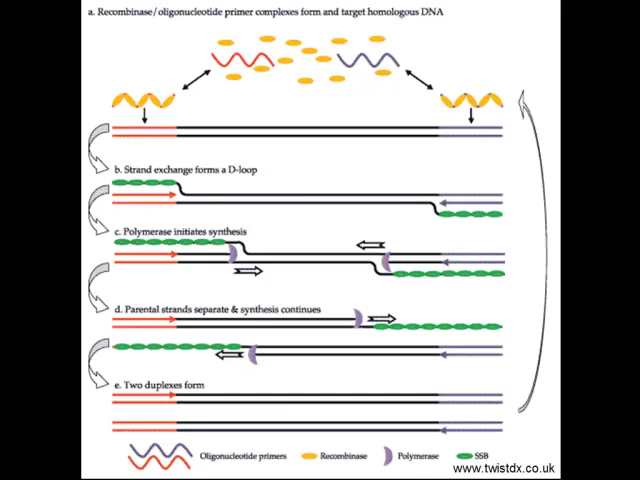 a. Recombinase/oligonucleotide primer complexes form and target homologous DNA
b. Strand exchange forms a D-loop
c. Polymerase initiates synthesis
d. Parental strands separate & synthesis continues
e. Two duplexes form
Oligonucleotide primers Recombinase Polymerase SSB
www.twistdx.co.uk